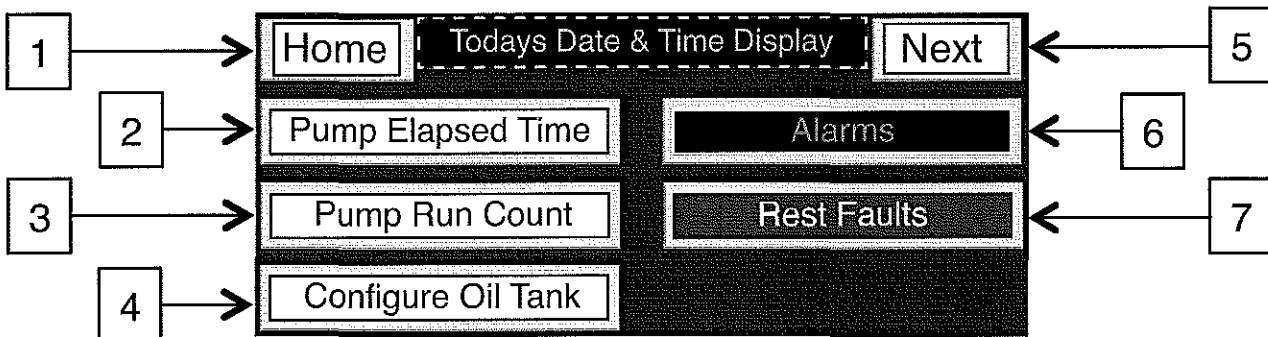 1 Home Todays Date & Time Display Next 5
2 Pump Elapsed Time Alarms 6
3 Pump Run Count Rest Faults 7
4 Configure Oil Tank